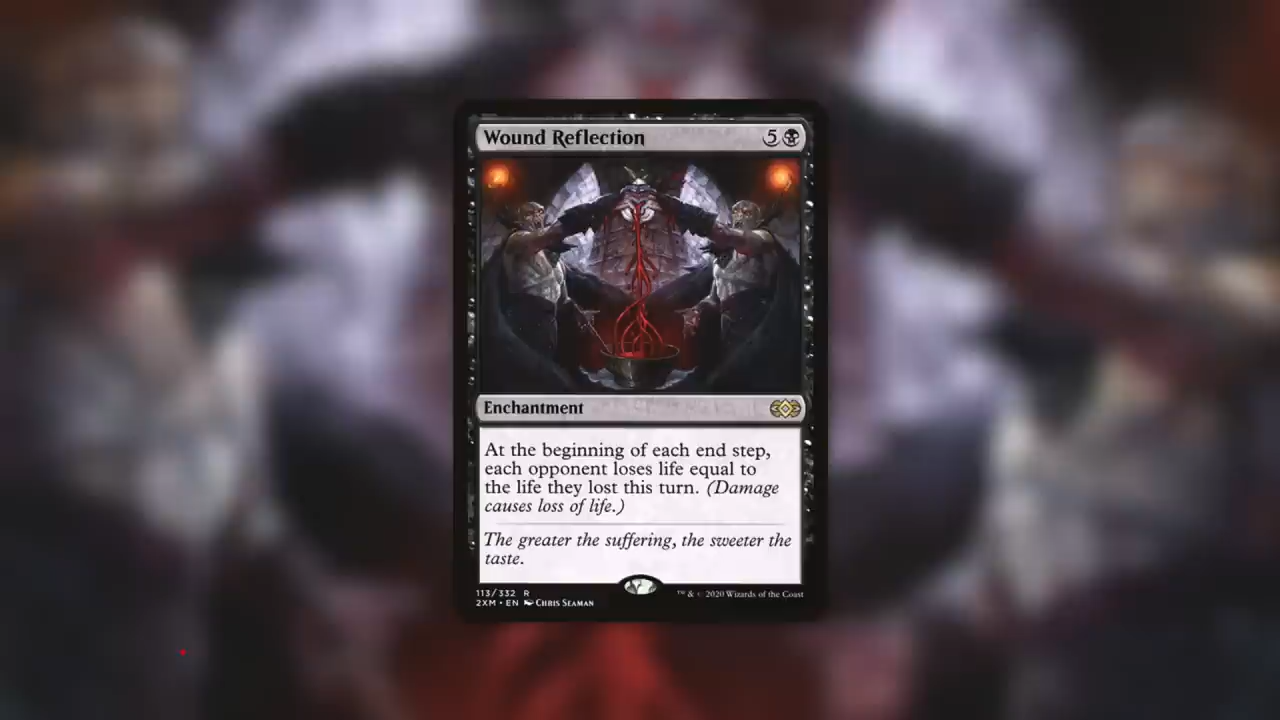 Wound Reflection 5
Enchantment
At the beginning of each end step,
each opponent loses life equal to
the life they lost this turn. (Damage
causes loss of life.)
The greater the suffering, the sweeter the
taste.
113/332 R
2XM • EN Chris Seaman
™ & © 2020 Wizards of the Coast